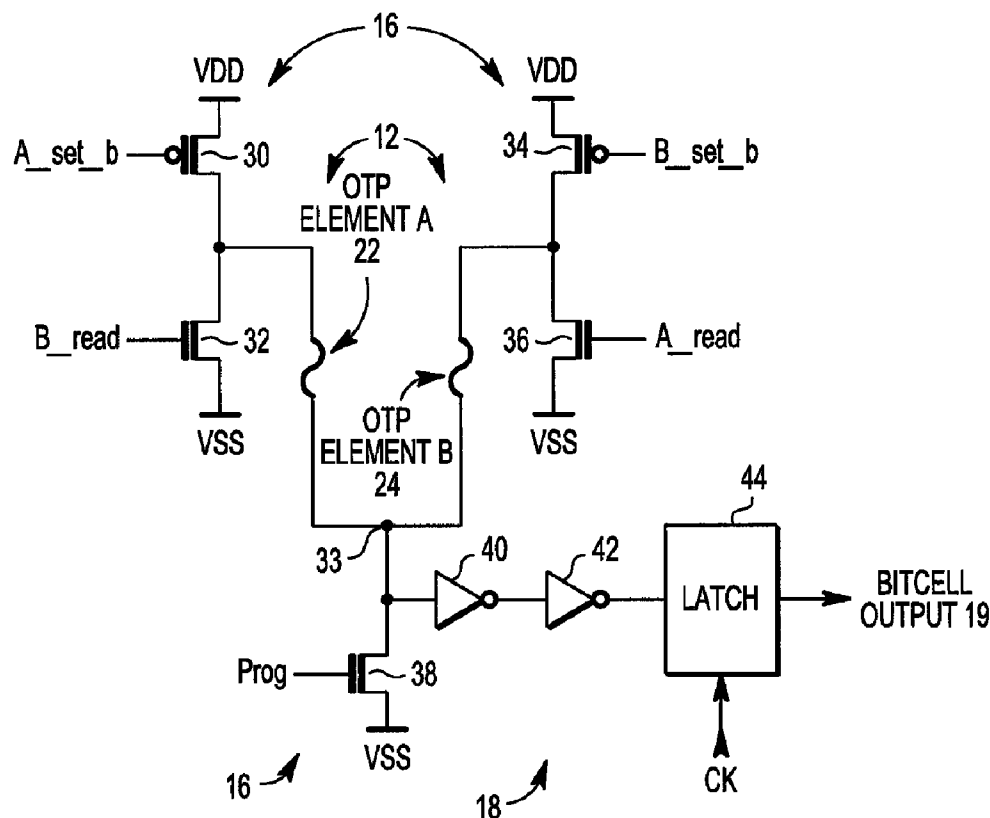 16
VDD
VDD
A_set_b
30
12
34
B_set_b
OTP
ELEMENT A
22
B_read
32
36
A_read
VSS
OTP
ELEMENT B
24
VSS
33
40
42
44
LATCH
BITCELL
OUTPUT 19
Prog
38
VSS
CK
16
18